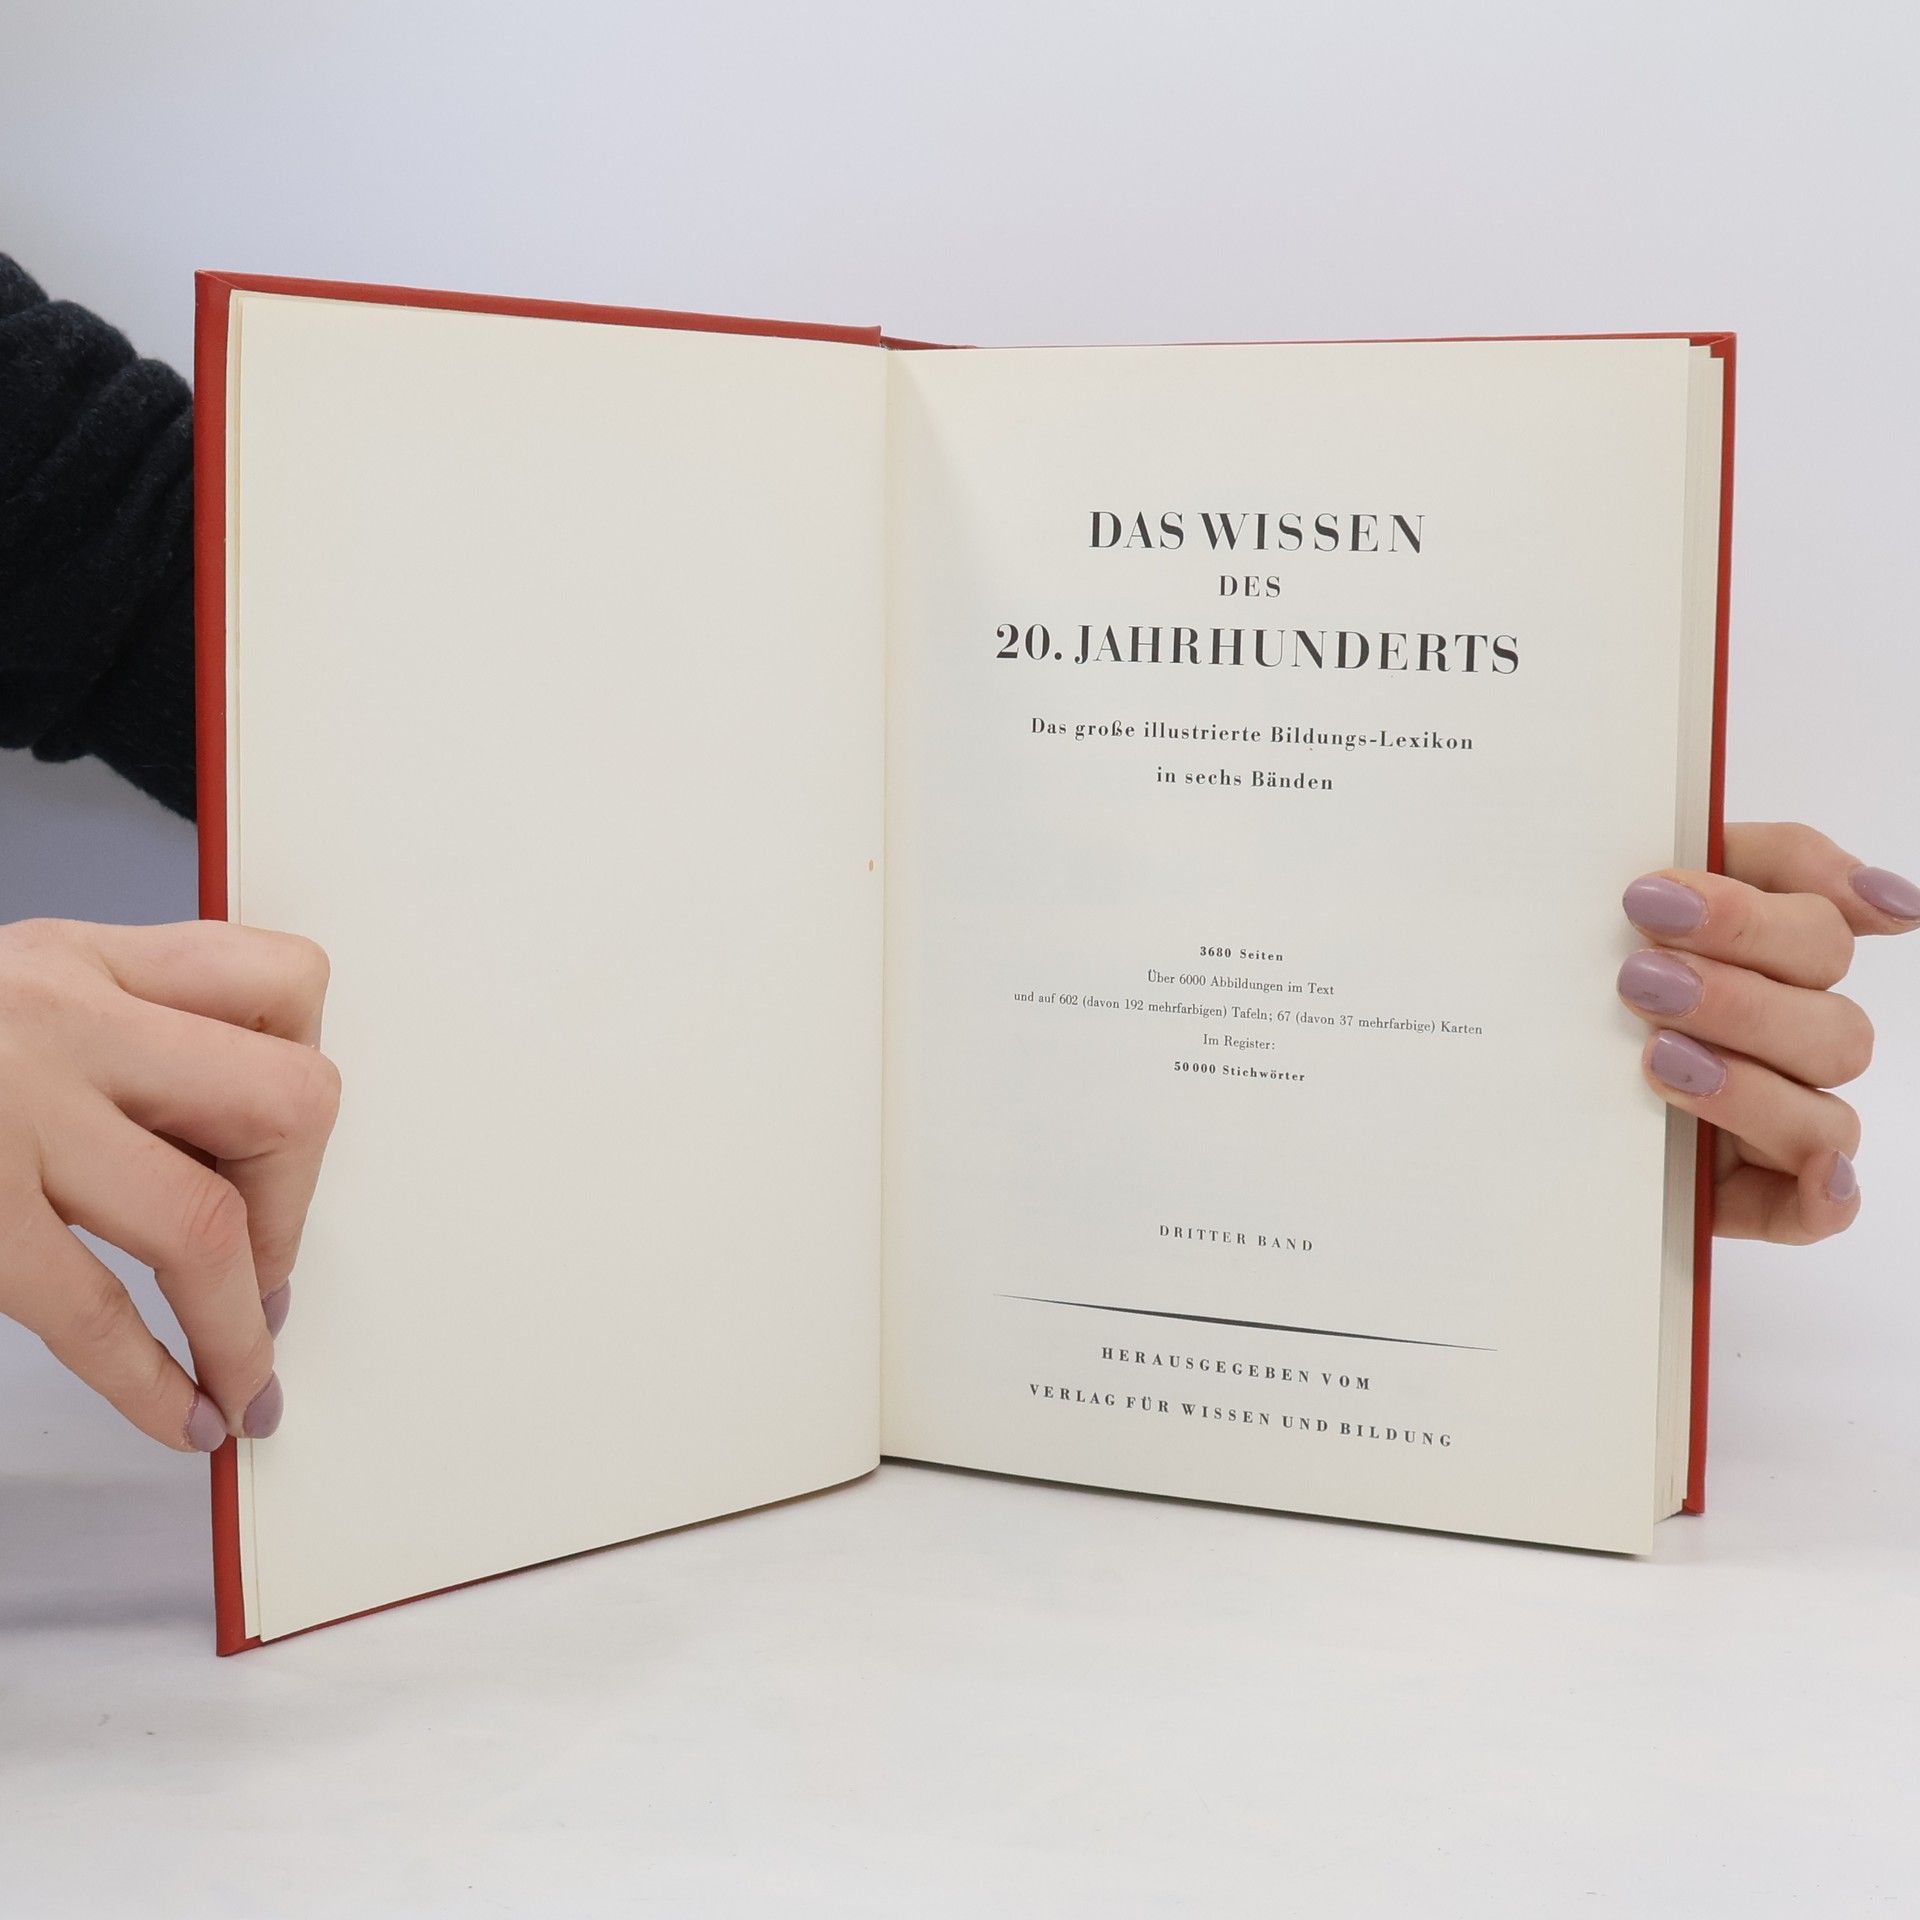 DAS WISSEN
DES
20. JAHRHUNDERTS
Das große illustrierte Bildungs-Lexikon
in sechs Bänden
3680 Seiten
Über 6000 Abbildungen im Text
und auf 602 (davon 192 mehrfarbigen) Tafeln; 67 (davon 37 mehrfarbige) Karten
Im Register:
50000 Stichwörter
DRITTER BAND
HERAUSGEGEBEN VOM
VERLAG FÜR WISSEN UND BILDUNG